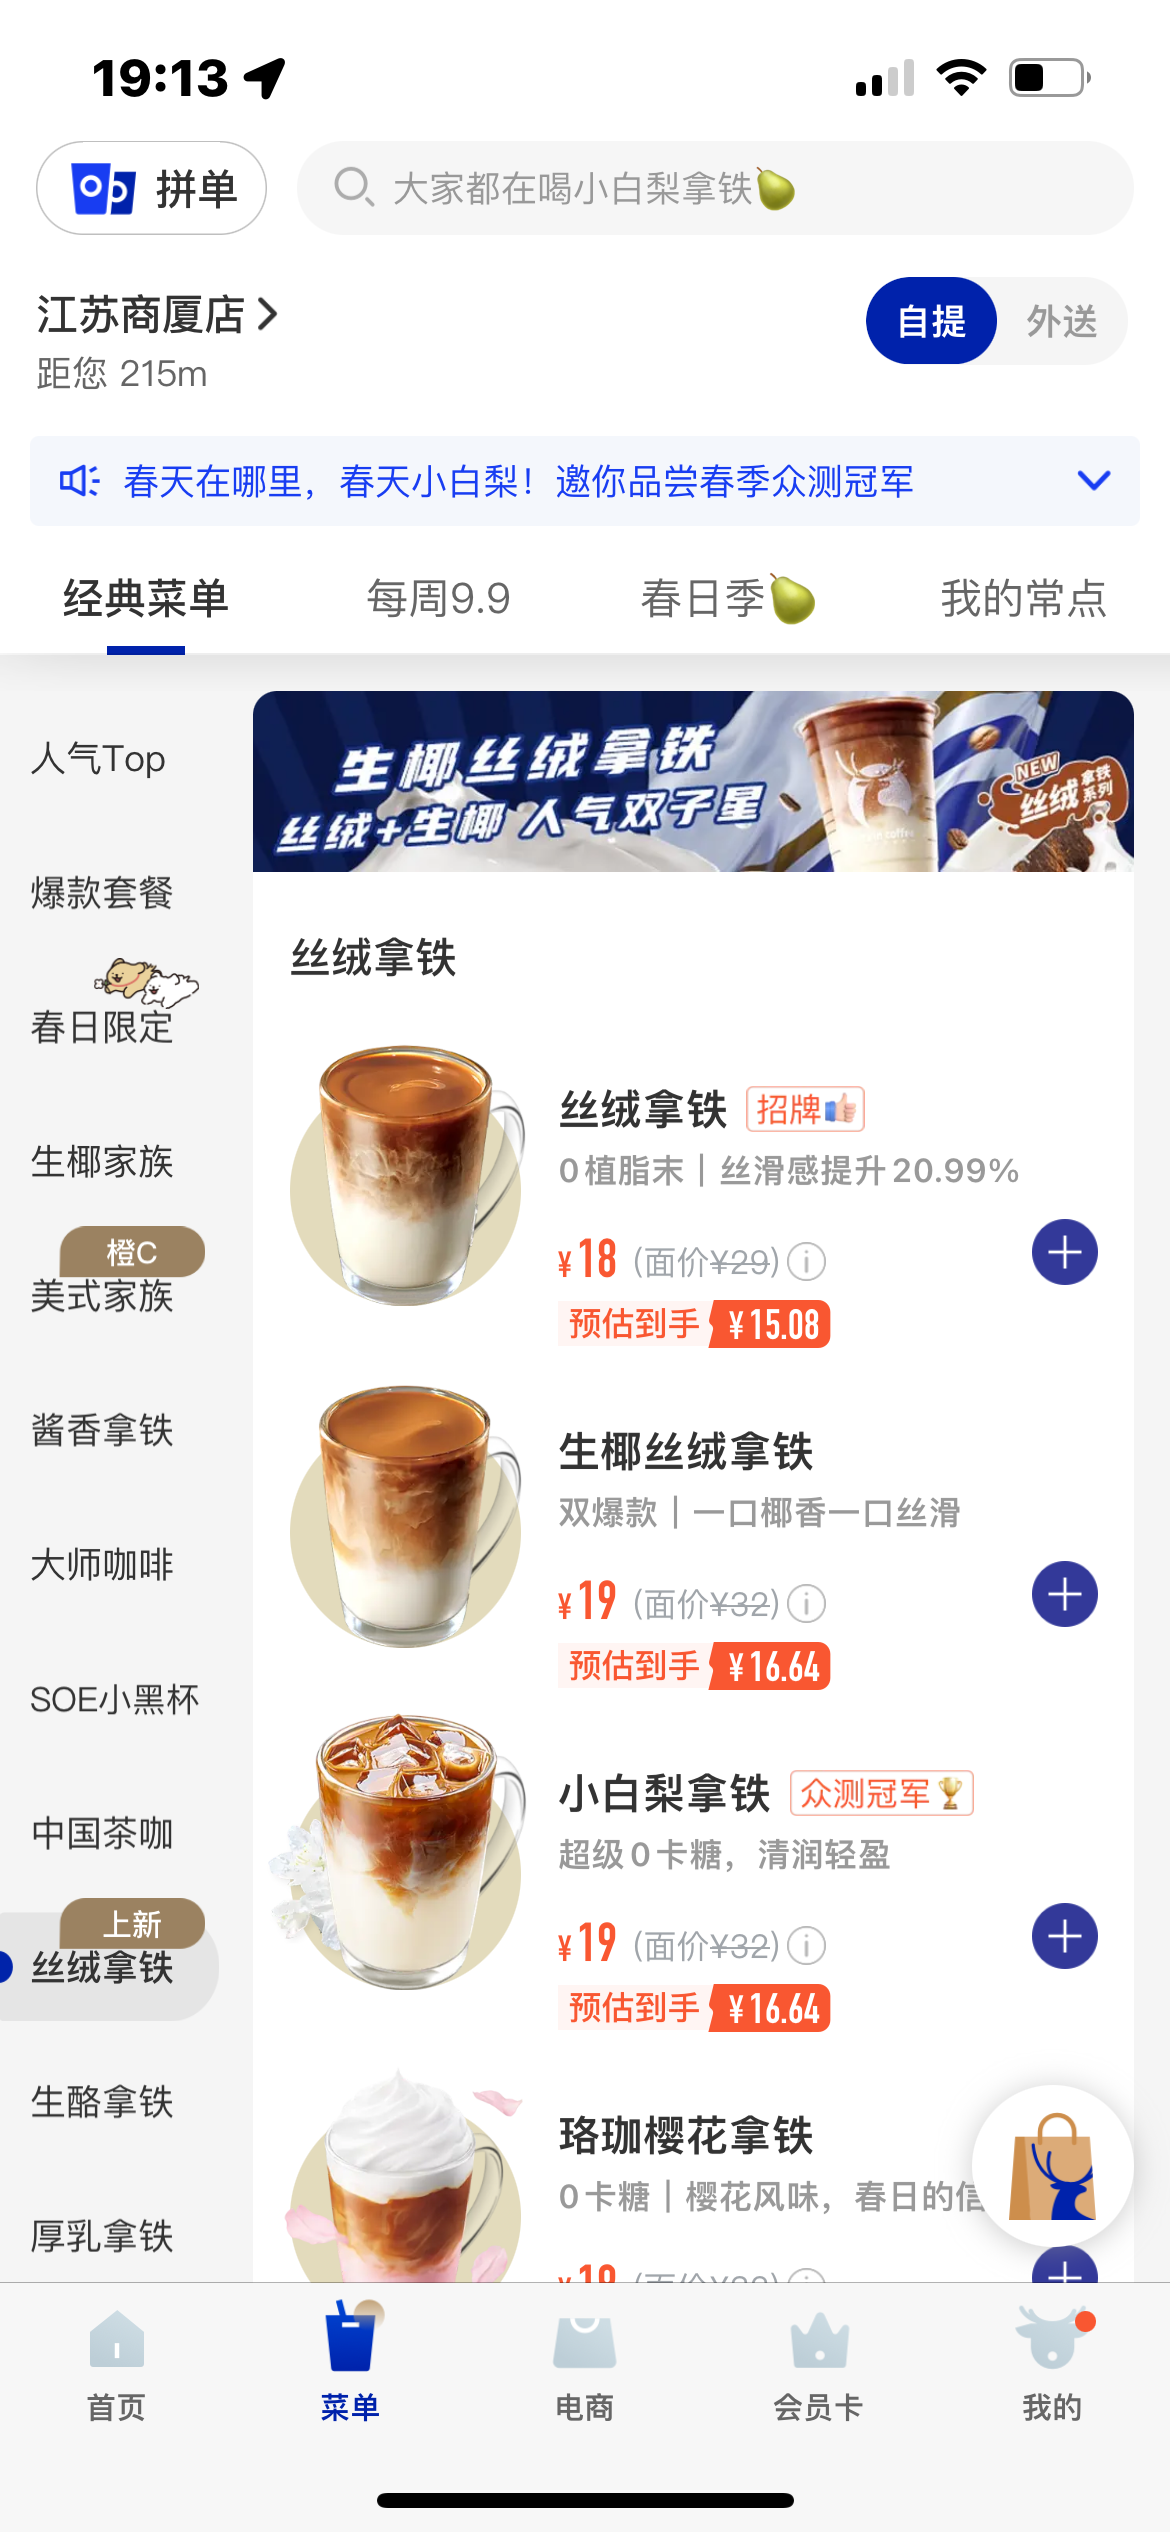 19:13
拼单
大家都在喝小白梨拿铁🍐
江苏商厦店
距您 215m
自提
外送
春天在哪里，春天小白梨！邀你品尝春季众测冠军
经典菜单
每周9.9
春日季🍐
我的常点
人气Top
爆款套餐
春日限定
生椰家族
橙C
美式家族
酱香拿铁
大师咖啡
SOE小黑杯
中国茶咖
上新
丝绒拿铁
生酪拿铁
厚乳拿铁
生椰丝绒拿铁
丝绒+生椰 人气双子星
NEW
丝绒
拿铁
系列
丝绒拿铁
丝绒拿铁
招牌👍
0植脂末｜丝滑感提升20.99%
¥18 (面价¥29)
预估到手 ¥15.08
生椰丝绒拿铁
双爆款｜一口椰香一口丝滑
¥19 (面价¥32)
预估到手 ¥16.64
小白梨拿铁
众测冠军🏆
超级0卡糖，清润轻盈
¥19 (面价¥32)
预估到手 ¥16.64
珞珈樱花拿铁
0卡糖｜樱花风味，春日的信
首页
菜单
电商
会员卡
我的